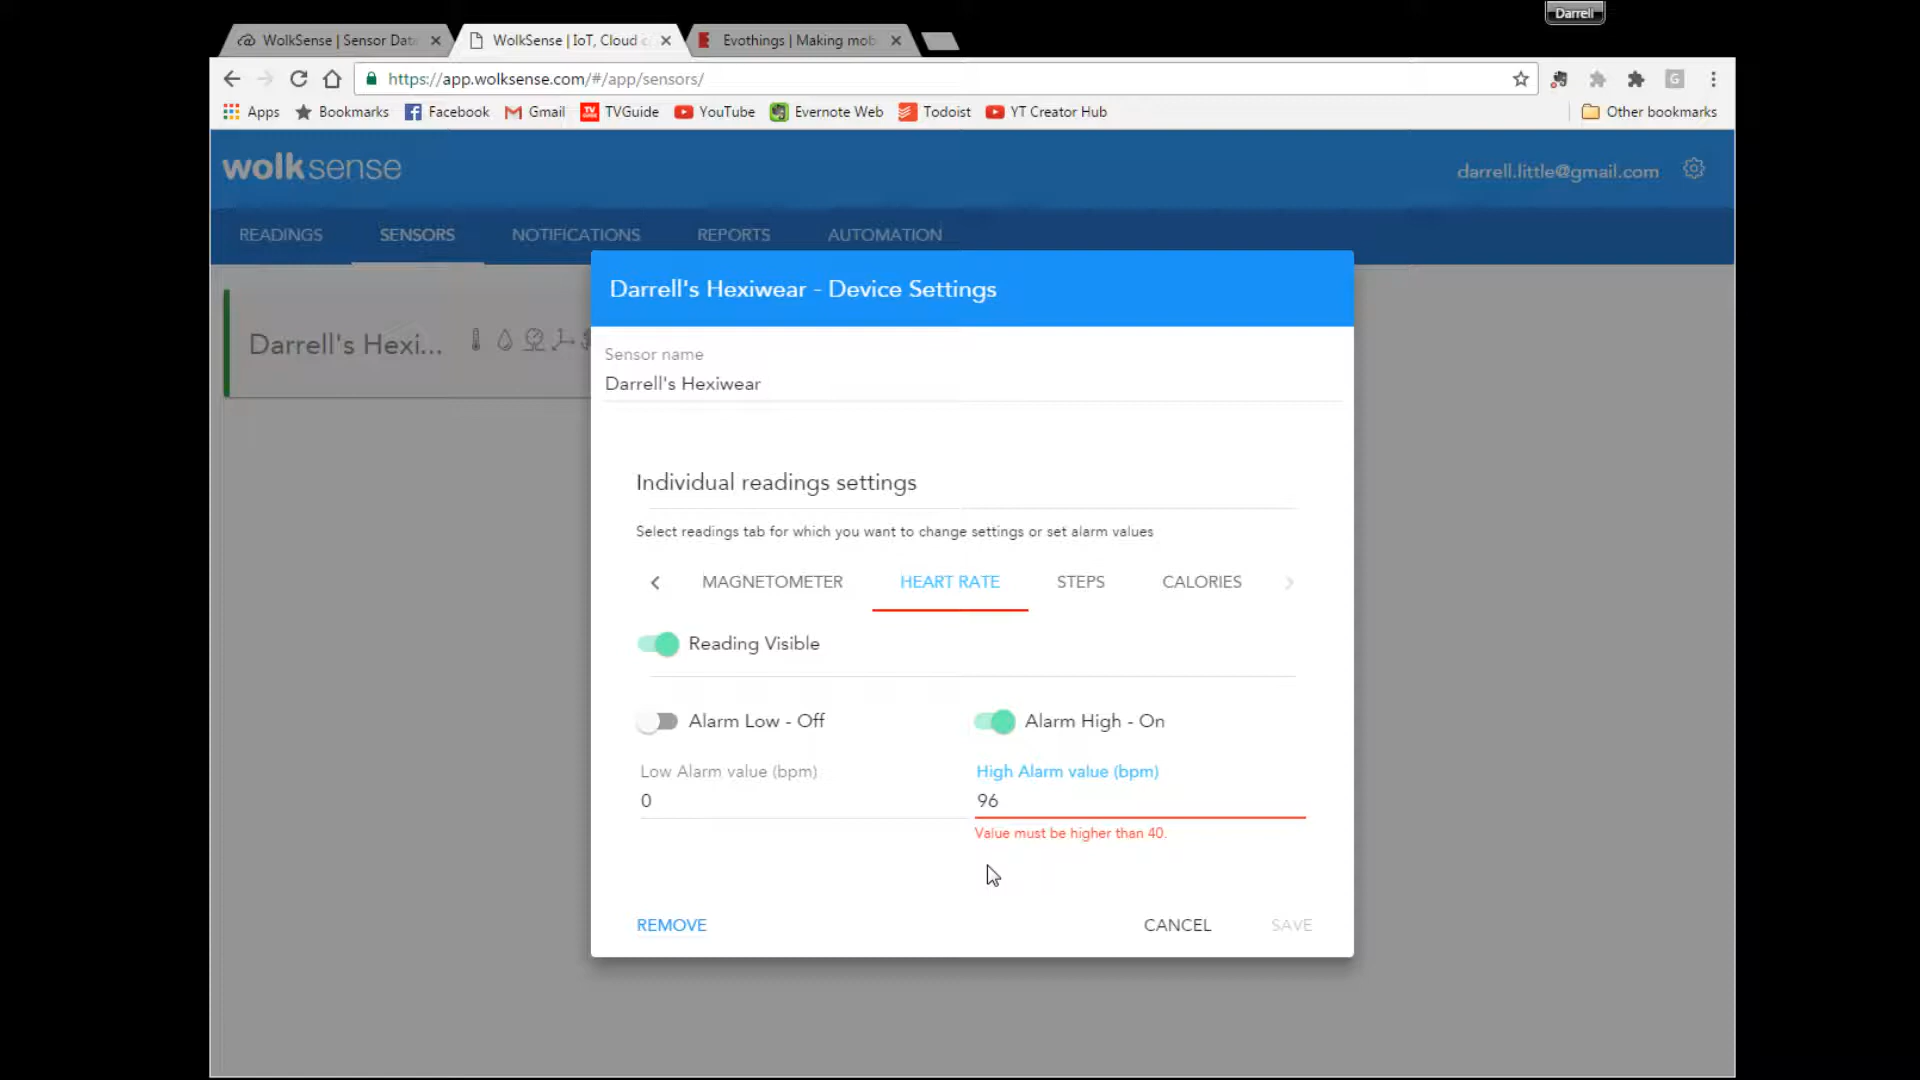 Darrell
WolkSense | Sensor Data
WolkSense | IoT, Cloud c
Evothings | Making mob
https://app.wolksense.com/#/app/sensors/
G
Apps Bookmarks Facebook Gmail TVGuide YouTube Evernote Web Todoist YT Creator Hub Other bookmarks
wolksense
darrell.little@gmail.com
READINGS SENSORS NOTIFICATIONS REPORTS AUTOMATION
Darrell's Hexiwear - Device Settings
Darrell's Hexi...
Sensor name
Darrell's Hexiwear
Individual readings settings
Select readings tab for which you want to change settings or set alarm values
MAGNETOMETER HEART RATE STEPS CALORIES
Reading Visible
Alarm Low - Off
Alarm High - On
Low Alarm value (bpm)
High Alarm value (bpm)
0
96
Value must be higher than 40.
REMOVE
CANCEL SAVE